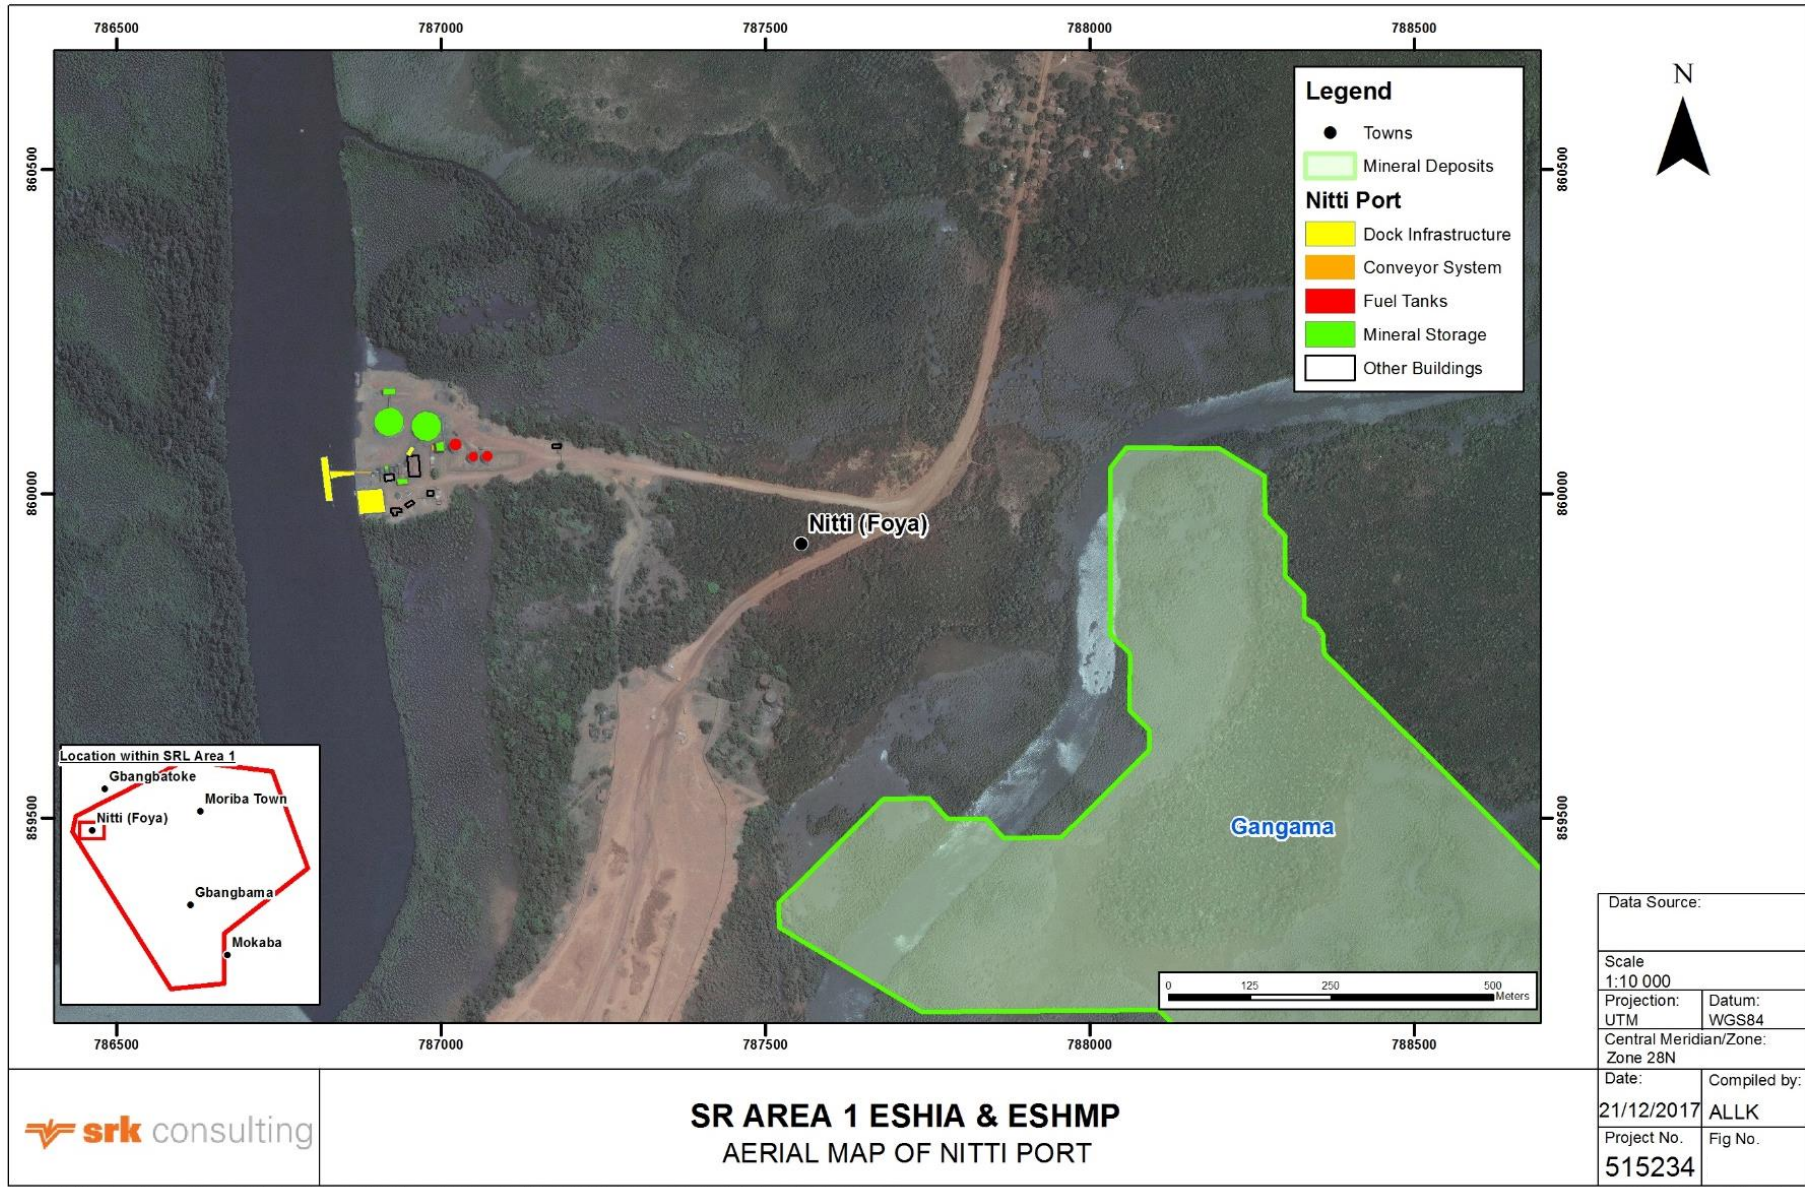 786500 787000 787500 788000 788500
860500 860500
860000 860000
859500 859500
N
Legend
Towns
Mineral Deposits
Nitti Port
Dock Infrastructure
Conveyor System
Fuel Tanks
Mineral Storage
Other Buildings
Nitti (Foya)
Gangama
Location within SRL Area 1
Gbangbatoke
Moriba Town
Nitti (Foya)
Gbangbama
Mokaba
0 125 250 500
Meters
786500 787000 787500 788000 788500
Data Source:
Scale
1:10 000
Projection: Datum:
UTM WGS84
Central Meridian/Zone:
Zone 28N
Date: Compiled by:
21/12/2017 ALLK
Project No. Fig No.
515234
srk consulting
SR AREA 1 ESHIA & ESHMP
AERIAL MAP OF NITTI PORT